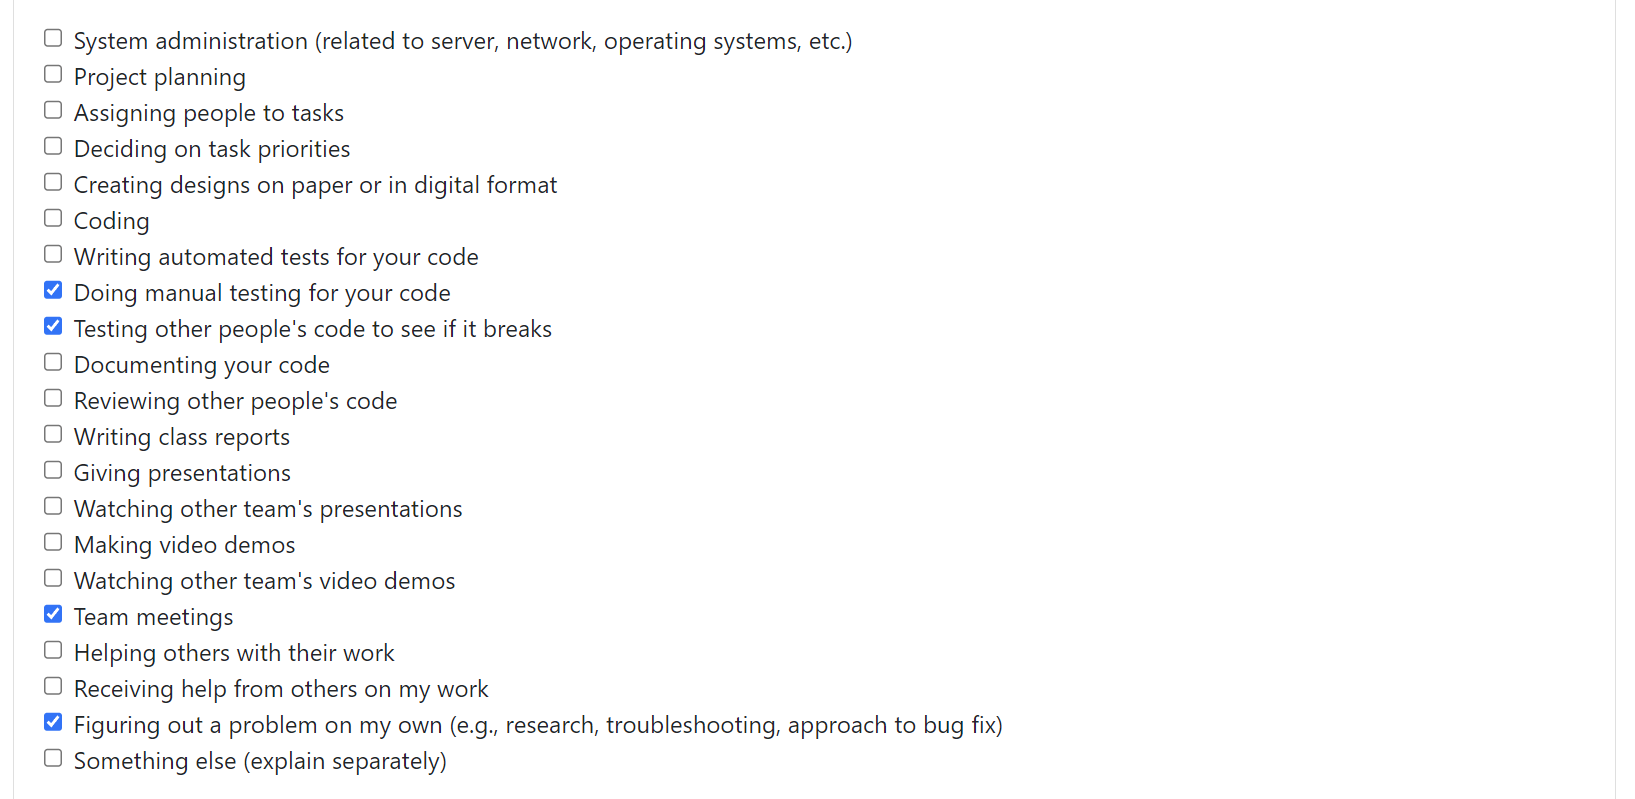 System administration (related to server, network, operating systems, etc.)
Project planning
Assigning people to tasks
Deciding on task priorities
Creating designs on paper or in digital format
Coding
Writing automated tests for your code
Doing manual testing for your code
Testing other people's code to see if it breaks
Documenting your code
Reviewing other people's code
Writing class reports
Giving presentations
Watching other team's presentations
Making video demos
Watching other team's video demos
Team meetings
Helping others with their work
Receiving help from others on my work
Figuring out a problem on my own (e.g., research, troubleshooting, approach to bug fix)
Something else (explain separately)